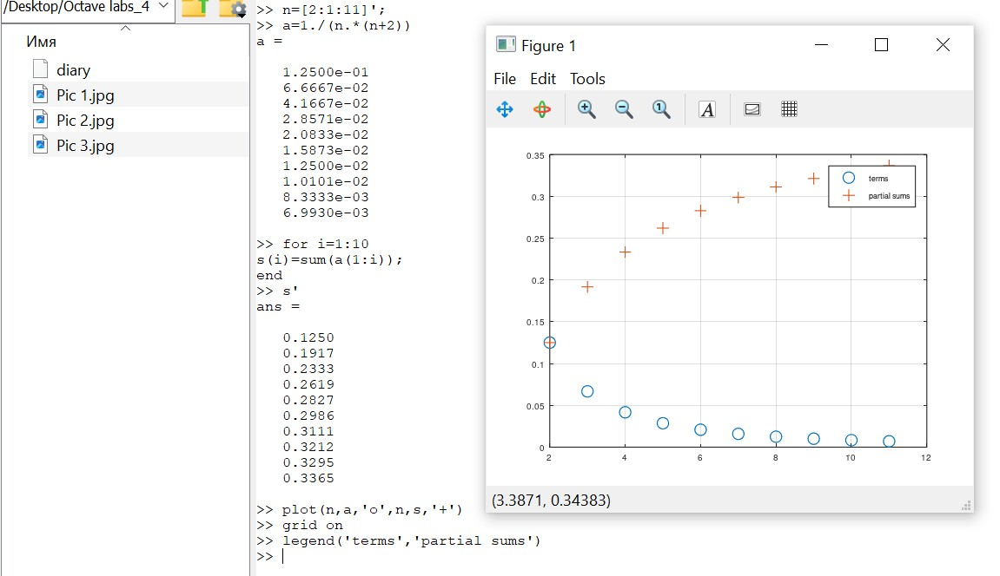 /Desktop/Octave labs_4
Имя
diary
Pic 1.jpg
Pic 2.jpg
Pic 3.jpg
>> n=[2:1:11]';
>> a=1./(n.*(n+2))
a =
1.2500e-01
6.6667e-02
4.1667e-02
2.8571e-02
2.0833e-02
1.5873e-02
1.2500e-02
1.0101e-02
8.3333e-03
6.9930e-03
>> for i=1:10
s(i)=sum(a(1:i));
end
>> s'
ans =
0.1250
0.1917
0.2333
0.2619
0.2827
0.2986
0.3111
0.3212
0.3295
0.3365
>> plot(n,a,'o',n,s,'+')
>> grid on
>> legend('terms','partial sums')
>>
Figure 1
File Edit Tools
1 A
0.35
0.3
0.25
0.2
0.15
0.1
0.05
0
2 4 6 8 10 12
terms
partial sums
(3.3871, 0.34383)